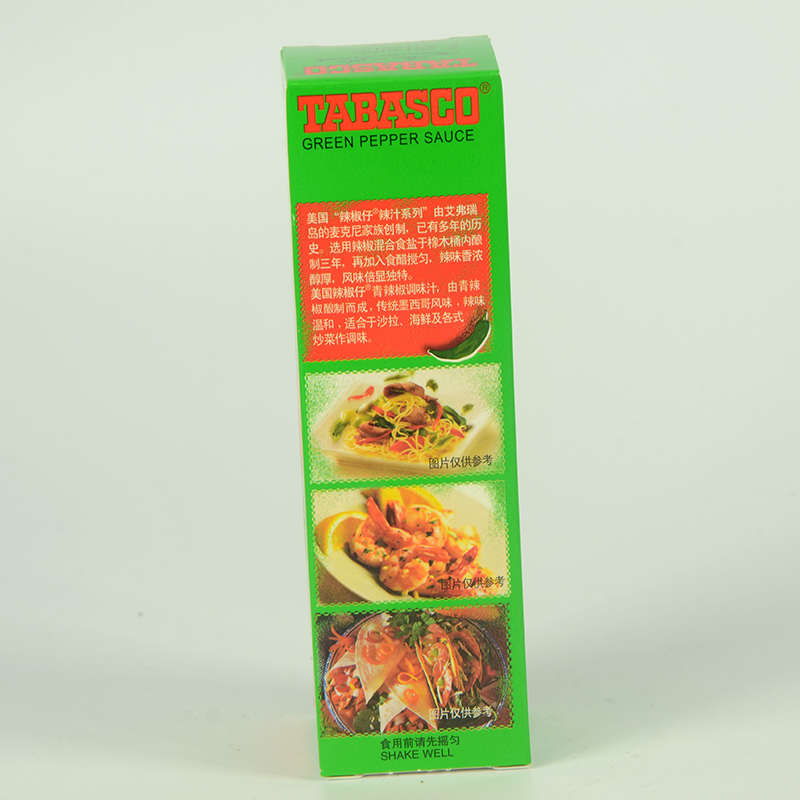 TABASCO
TABASCO®
GREEN PEPPER SAUCE
美国“辣椒仔®辣汁系列”由艾弗瑞
岛的麦克尼家族创制，已有多年的历
史。选用辣椒混合食盐于橡木桶内酿
制三年，再加入食醋搅匀，辣味香浓
醇厚，风味倍显独特。
美国辣椒仔®青辣椒调味汁，由青辣
椒酿制而成，传统墨西哥风味，辣味
温和，适合于沙拉、海鲜及各式
炒菜作调味。
图片仅供参考
图片仅供参考
图片仅供参考
食用前请先摇匀
SHAKE WELL